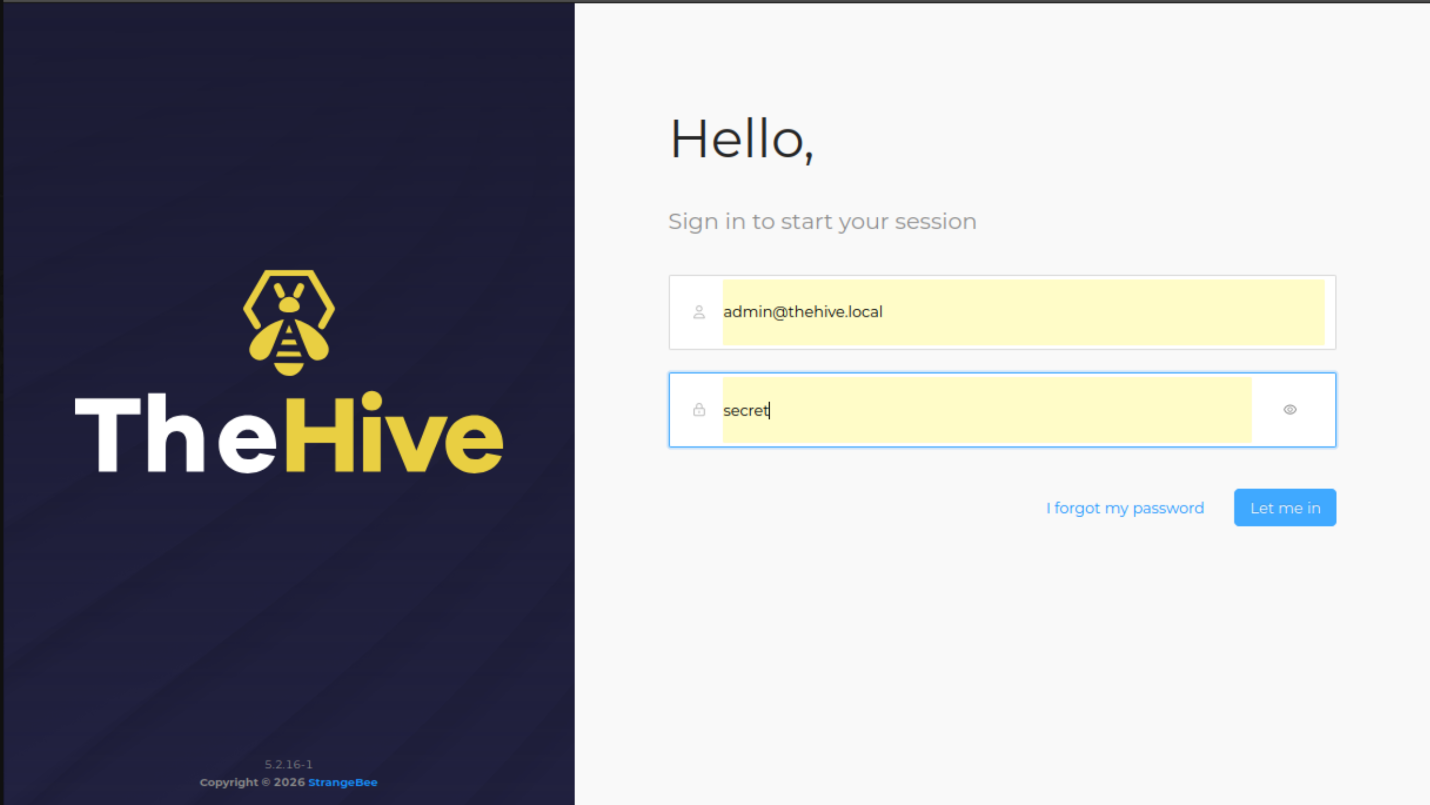 TheHive
5.2.16-1
Copyright © 2026 StrangeBee
Hello,
Sign in to start your session
admin@thehive.local
secret
I forgot my password
Let me in